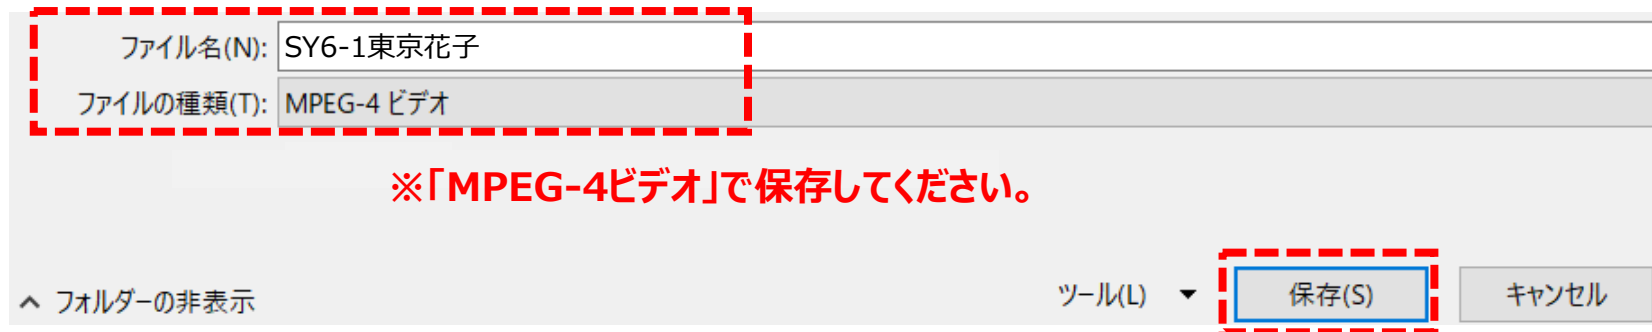 ファイル名(N): SY6-1東京花子
ファイルの種類(T): MPEG-4 ビデオ
※「MPEG-4ビデオ」で保存してください。
フォルダーの非表示 ツール(L) 保存(S) キャンセル